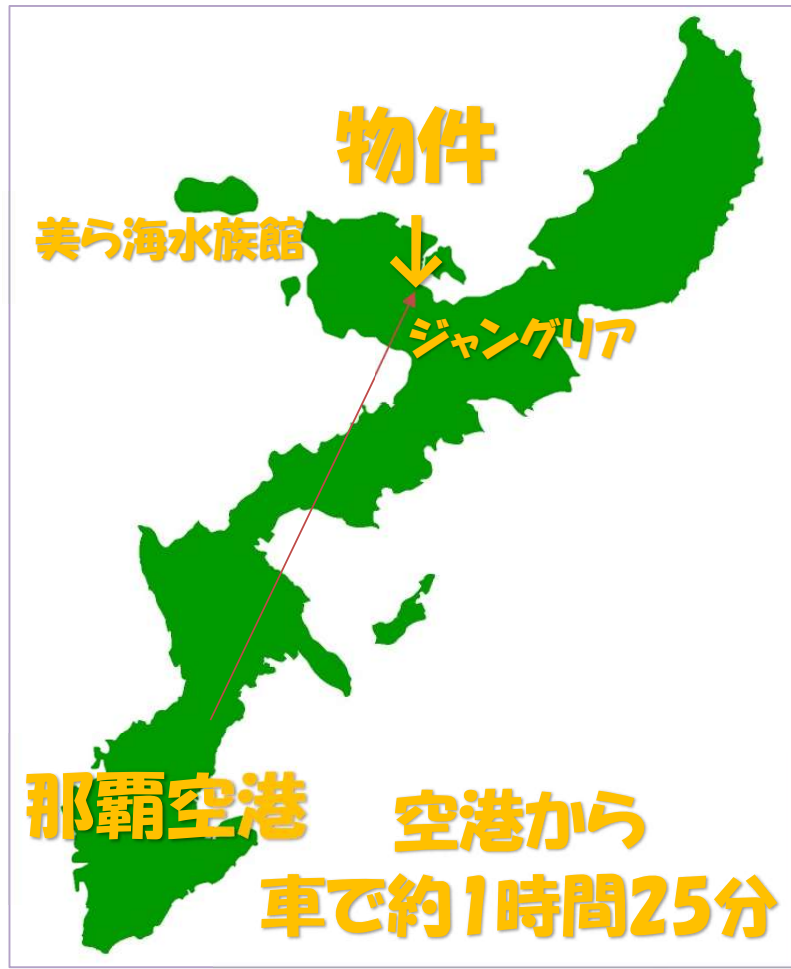 物件
美ら海水族館
ジャングリア
那覇空港
空港から
車で約1時間25分